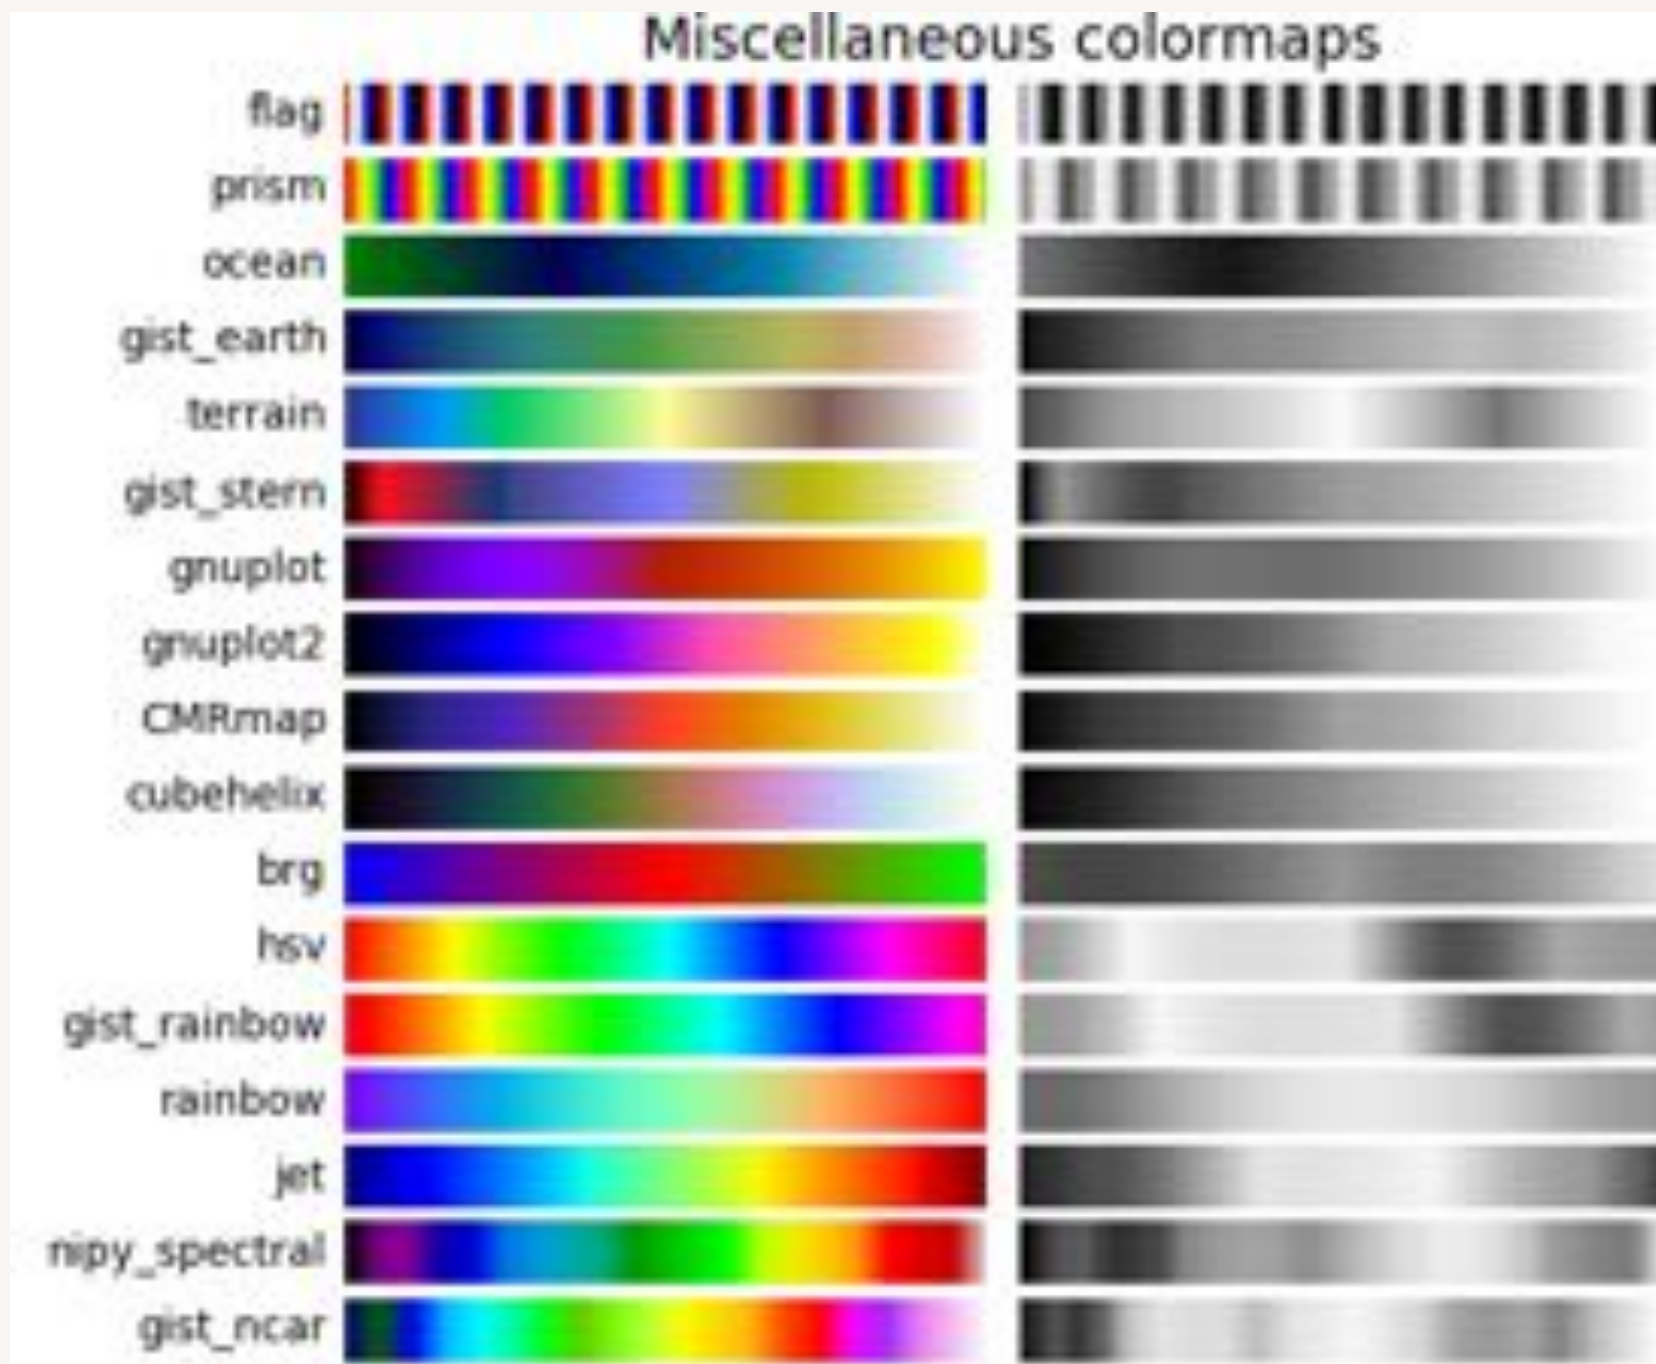 Miscellaneous colormaps
flag
prism
ocean
gist_earth
terrain
gist_stern
gnuplot
gnuplot2
CMRmap
cubehelix
brg
hsv
gist_rainbow
rainbow
jet
nipy_spectral
gist_ncar